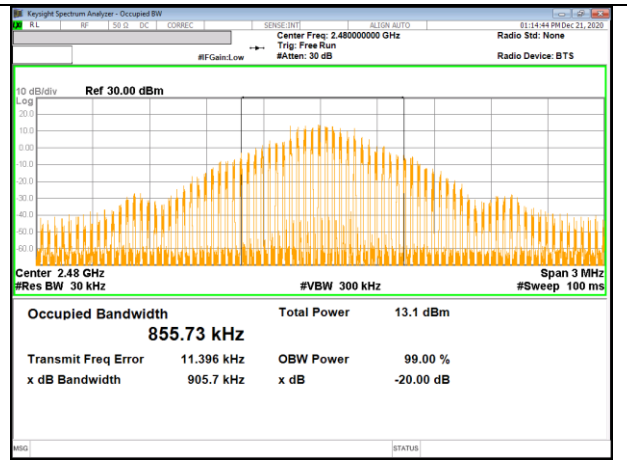 Keysight Spectrum Analyzer - Occupied BW
RL RF 50 Ω DC CORREC SENSE:INT ALIGN AUTO 01:14:44 PM Dec 21, 2020
Center Freq: 2.480000000 GHz Radio Std: None
Trig: Free Run
#IFGain:Low #Atten: 30 dB Radio Device: BTS
10 dB/div Ref 30.00 dBm
Log
20.0
10.0
0.00
-10.0
-20.0
-30.0
-40.0
-50.0
-60.0
Center 2.48 GHz Span 3 MHz
#Res BW 30 kHz #VBW 300 kHz #Sweep 100 ms
Occupied Bandwidth Total Power 13.1 dBm
855.73 kHz
Transmit Freq Error 11.396 kHz OBW Power 99.00 %
x dB Bandwidth 905.7 kHz x dB -20.00 dB
MSG STATUS